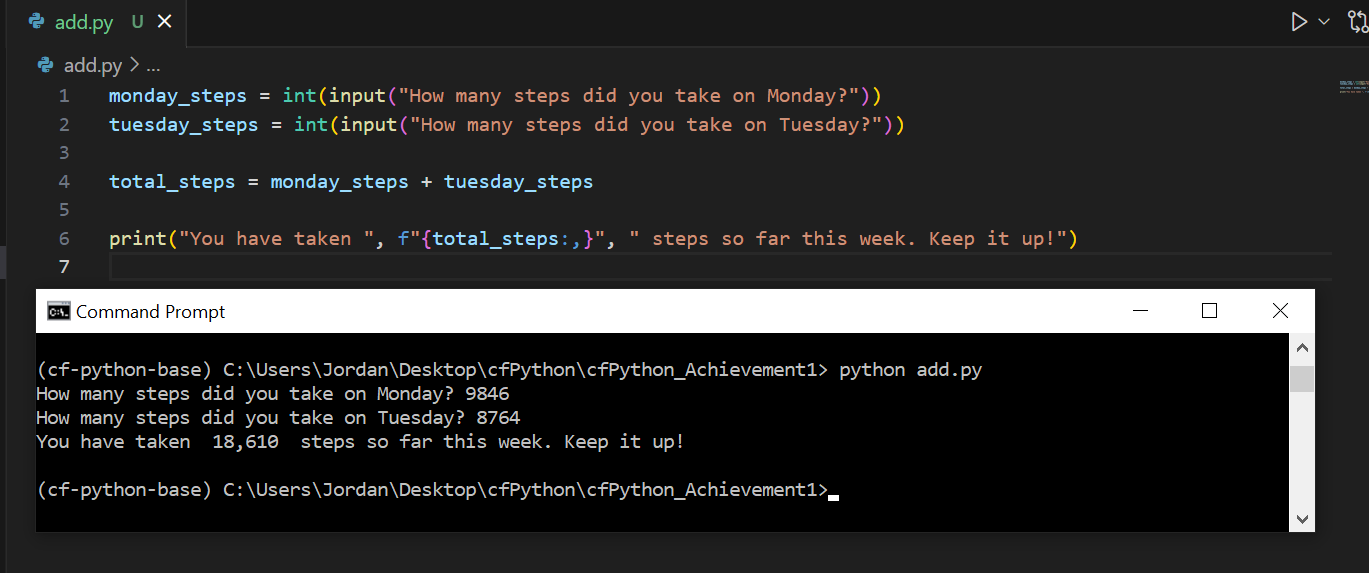 add.py U
add.py > ...
1 monday_steps = int(input("How many steps did you take on Monday?"))
2 tuesday_steps = int(input("How many steps did you take on Tuesday?"))
3
4 total_steps = monday_steps + tuesday_steps
5
6 print("You have taken ", f"{total_steps:,}", " steps so far this week. Keep it up!")
7
C:\. Command Prompt
(cf-python-base) C:\Users\Jordan\Desktop\cfPython\cfPython_Achievement1> python add.py
How many steps did you take on Monday? 9846
How many steps did you take on Tuesday? 8764
You have taken  18,610  steps so far this week. Keep it up!
(cf-python-base) C:\Users\Jordan\Desktop\cfPython\cfPython_Achievement1>